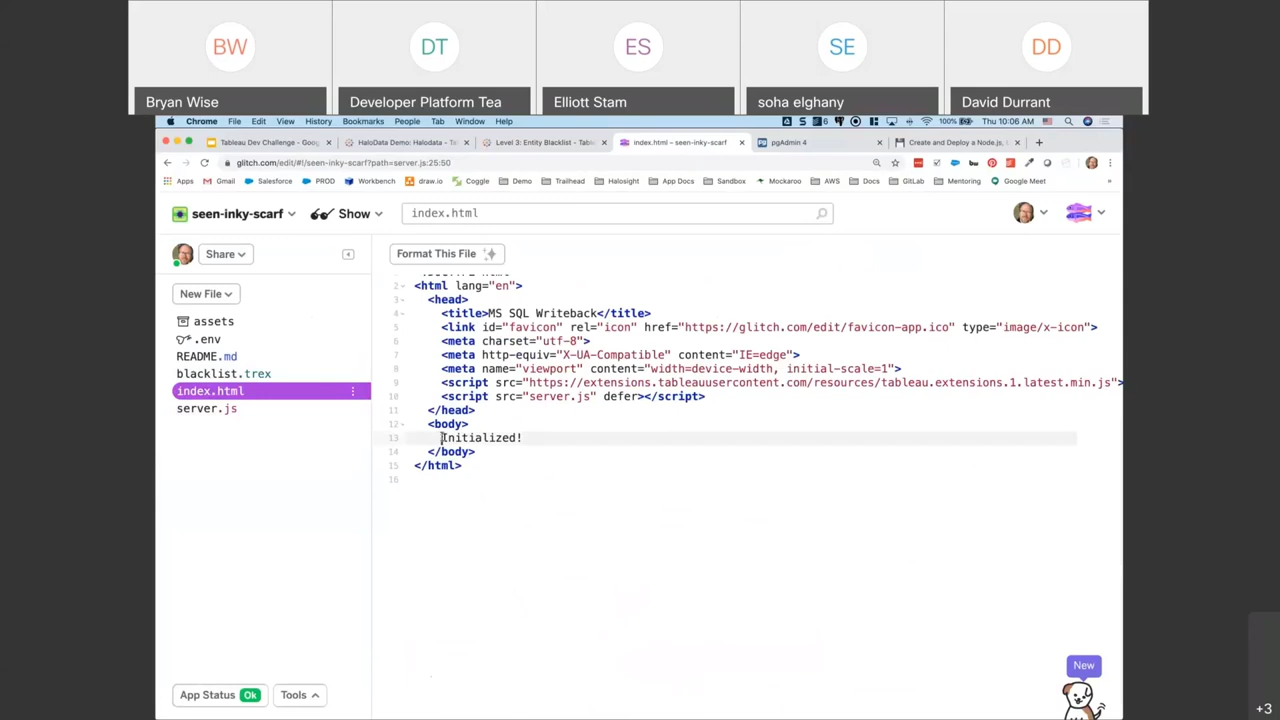 BW DT ES SE DD
Bryan Wise Developer Platform Tea Elliott Stam soha elghany David Durrant
Chrome File Edit View History Bookmarks People Tab Window Help 6 100% Thu 10:06 AM
Tableau Dev Challenge - Goog HaloData Demo: Halodata - Ta Level 3: Entity Blacklist - Tabl index.html — seen-inky-scarf pgAdmin 4 Create and Deploy a Node.js,
glitch.com/edit/#!/seen-inky-scarf?path=server.js:25:50
Apps Gmail Salesforce PROD Workbench draw.io Coggle Demo Trailhead Halosight App Docs Sandbox Mockaroo AWS Docs GitLab Mentoring Google Meet »
seen-inky-scarf Show index.html
Share Format This File
New File
assets
.env
README.md
blacklist.trex
index.html
server.js
2 <html lang="en">
3 <head>
4 <title>MS SQL Writeback</title>
5 <link id="favicon" rel="icon" href="https://glitch.com/edit/favicon-app.ico" type="image/x-icon">
6 <meta charset="utf-8">
7 <meta http-equiv="X-UA-Compatible" content="IE=edge">
8 <meta name="viewport" content="width=device-width, initial-scale=1">
9 <script src="https://extensions.tableauusercontent.com/resources/tableau.extensions.1.latest.min.js">
10 <script src="server.js" defer></script>
11 </head>
12 <body>
13 Initialized!
14 </body>
15 </html>
16
App Status Ok Tools
New
+3